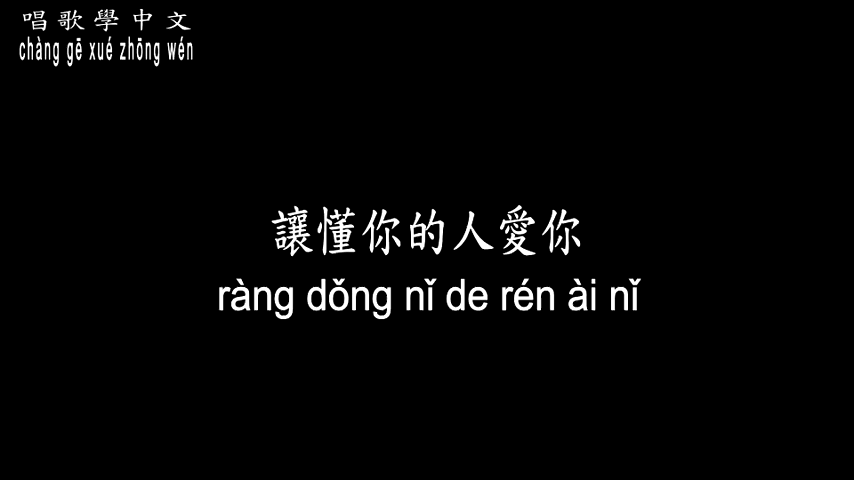 唱歌學中文
chàng gē xué zhōng wén
讓懂你的人愛你
ràng dǒng nǐ de rén ài nǐ